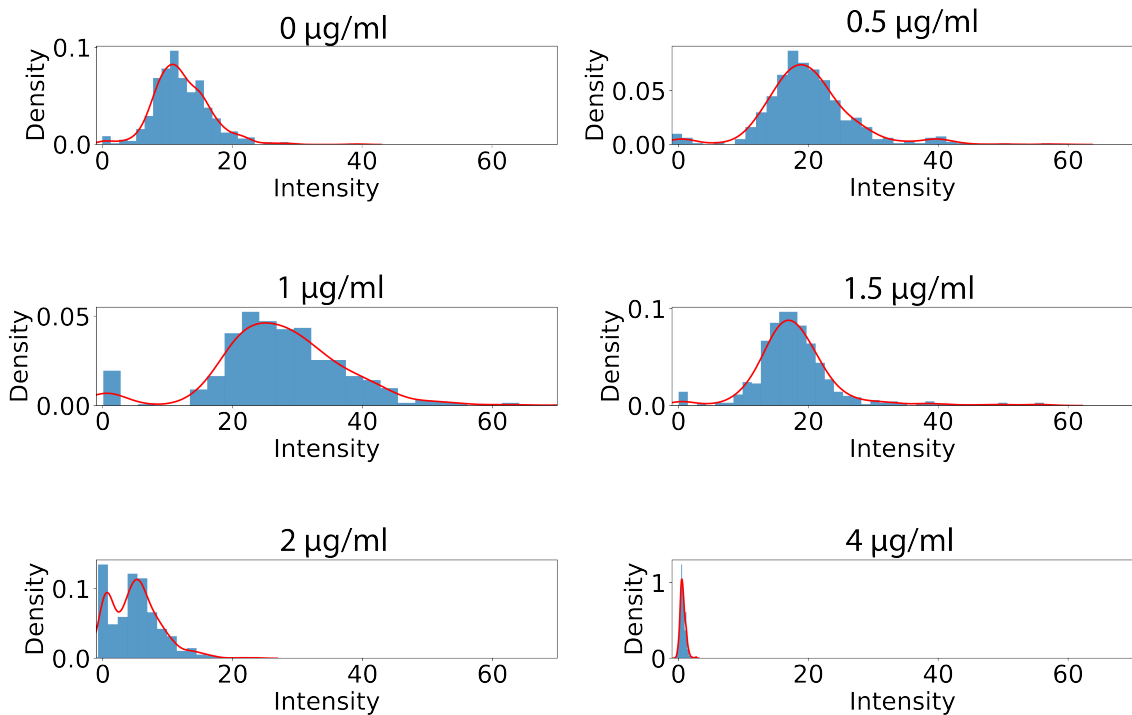 0 µg/ml
0.1
0.0
Density
0 20 40 60
Intensity
0.5 µg/ml
0.05
0.00
Density
0 20 40 60
Intensity
1 µg/ml
0.05
0.00
Density
0 20 40 60
Intensity
1.5 µg/ml
0.1
0.0
Density
0 20 40 60
Intensity
2 µg/ml
0.1
0.0
Density
0 20 40 60
Intensity
4 µg/ml
1
0
Density
0 20 40 60
Intensity